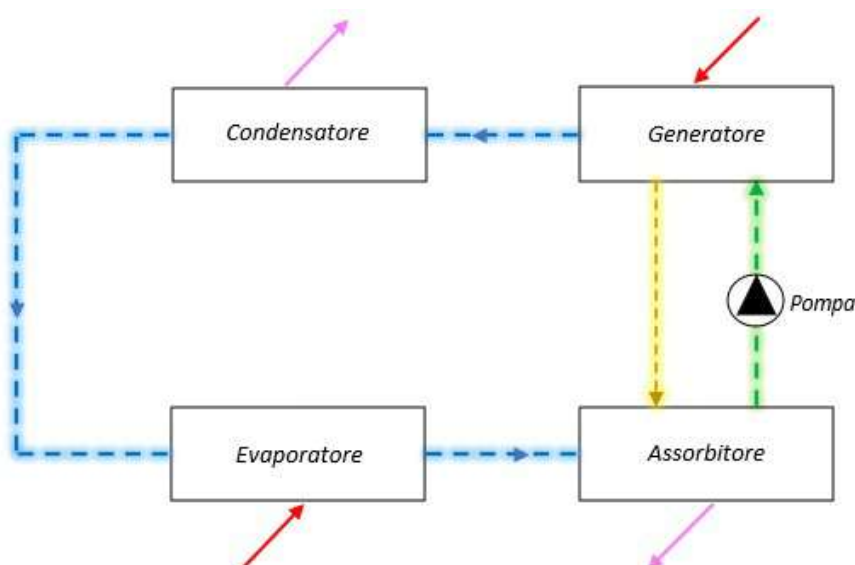 Condensatore
Generatore
Pompa
Evaporatore
Assorbitore